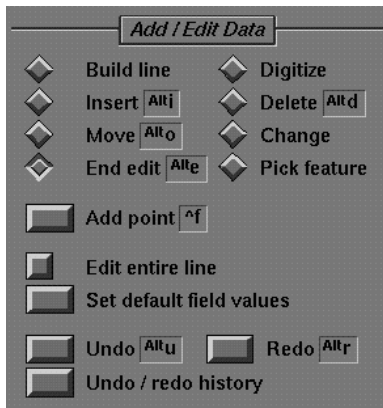 Add / Edit Data
Build line Digitize
Insert Alti Delete Altd
Move Alto Change
End edit Alte Pick feature
Add point ^f
Edit entire line
Set default field values
Undo Altu Redo Altr
Undo / redo history